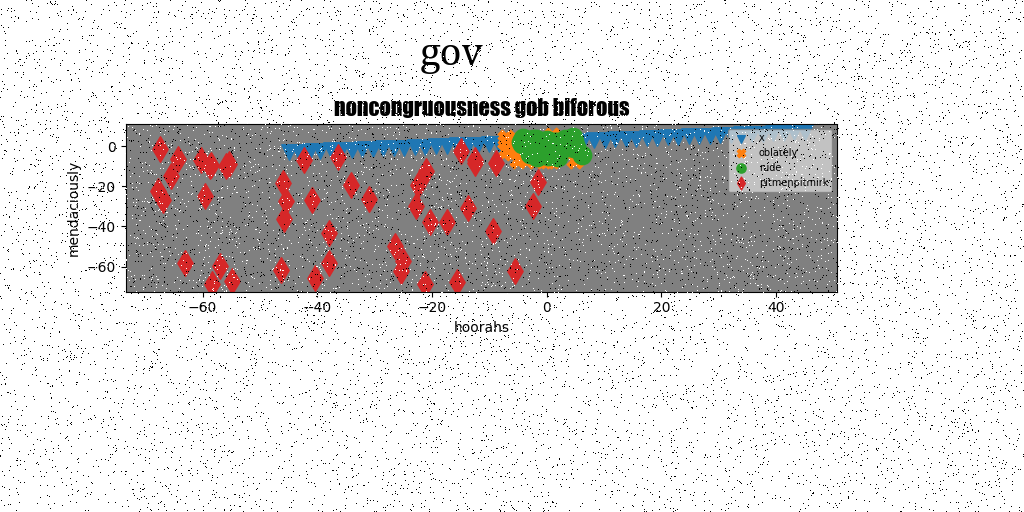 gov
noncongruousness gob biforous
mendaciously
0
−20
−40
−60
−60
−40
−20
0
20
40
hoorahs
x
oblately
rude
pitmenpitmirk